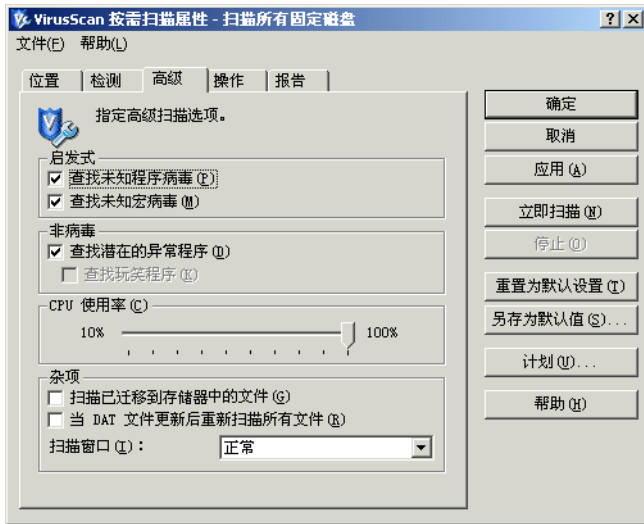 VirusScan 按需扫描属性 - 扫描所有固定磁盘
文件(F) 帮助(L)
位置 检测 高级 操作 报告
指定高级扫描选项。
启发式
查找未知程序病毒(P)
查找未知宏病毒(M)
非病毒
查找潜在的异常程序(D)
查找玩笑程序(K)
CPU 使用率(C)
10% 100%
杂项
扫描已迁移到存储器中的文件(G)
当 DAT 文件更新后重新扫描所有文件(R)
扫描窗口(I)： 正常
确定
取消
应用(A)
立即扫描(N)
停止(O)
重置为默认设置(T)
另存为默认值(S)...
计划(U)...
帮助(H)